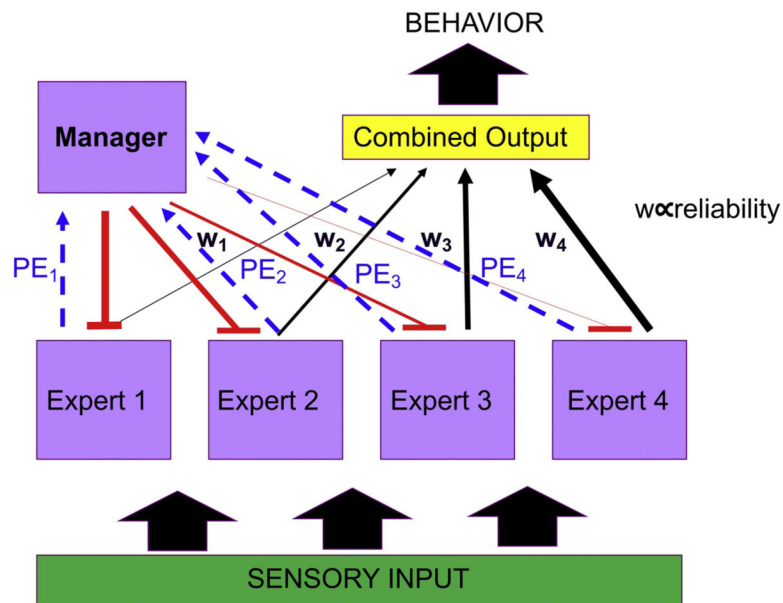 BEHAVIOR
Manager
Combined Output
w∝reliability
w₁
w₂
w₃
w₄
PE₁
PE₂
PE₃
PE₄
Expert 1
Expert 2
Expert 3
Expert 4
SENSORY INPUT